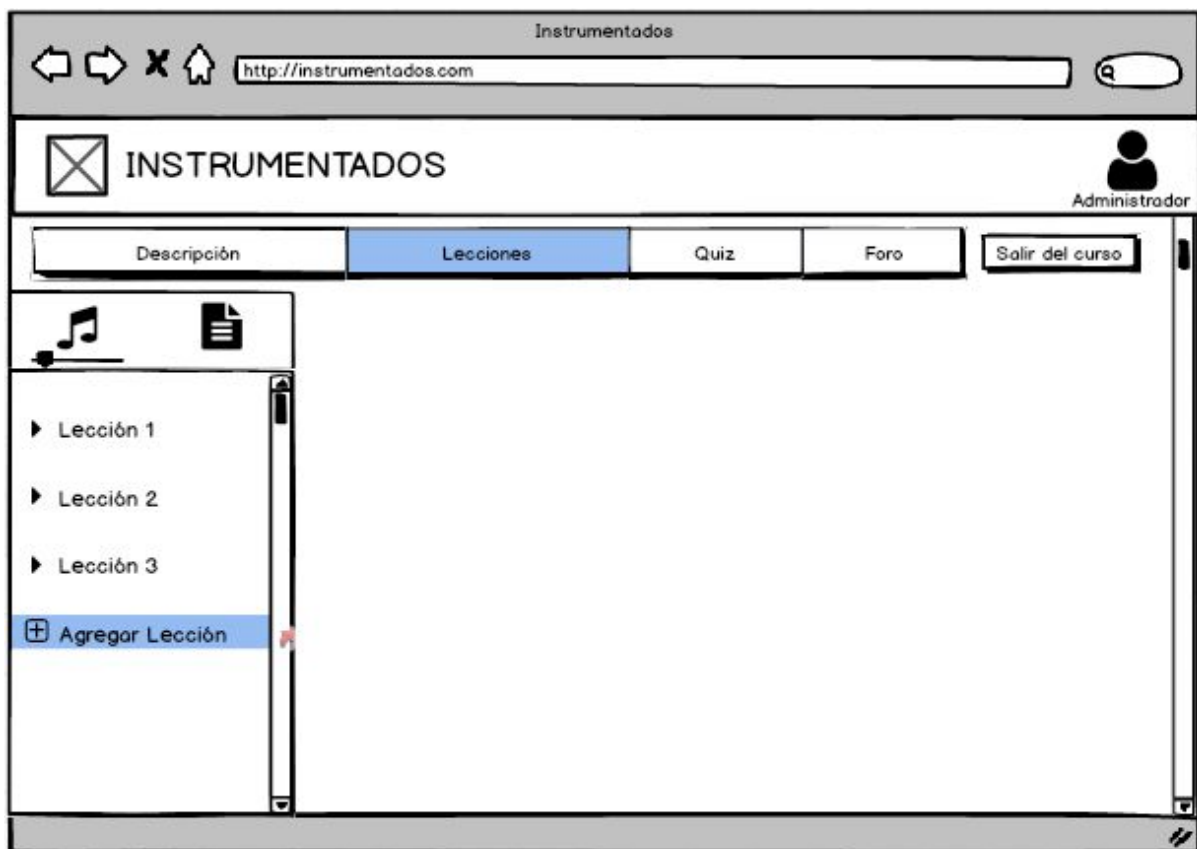 Instrumentados
http://instrumentados.com
INSTRUMENTADOS
Administrador
Descripción
Lecciones
Quiz
Foro
Salir del curso
Lección 1
Lección 2
Lección 3
Agregar Lección